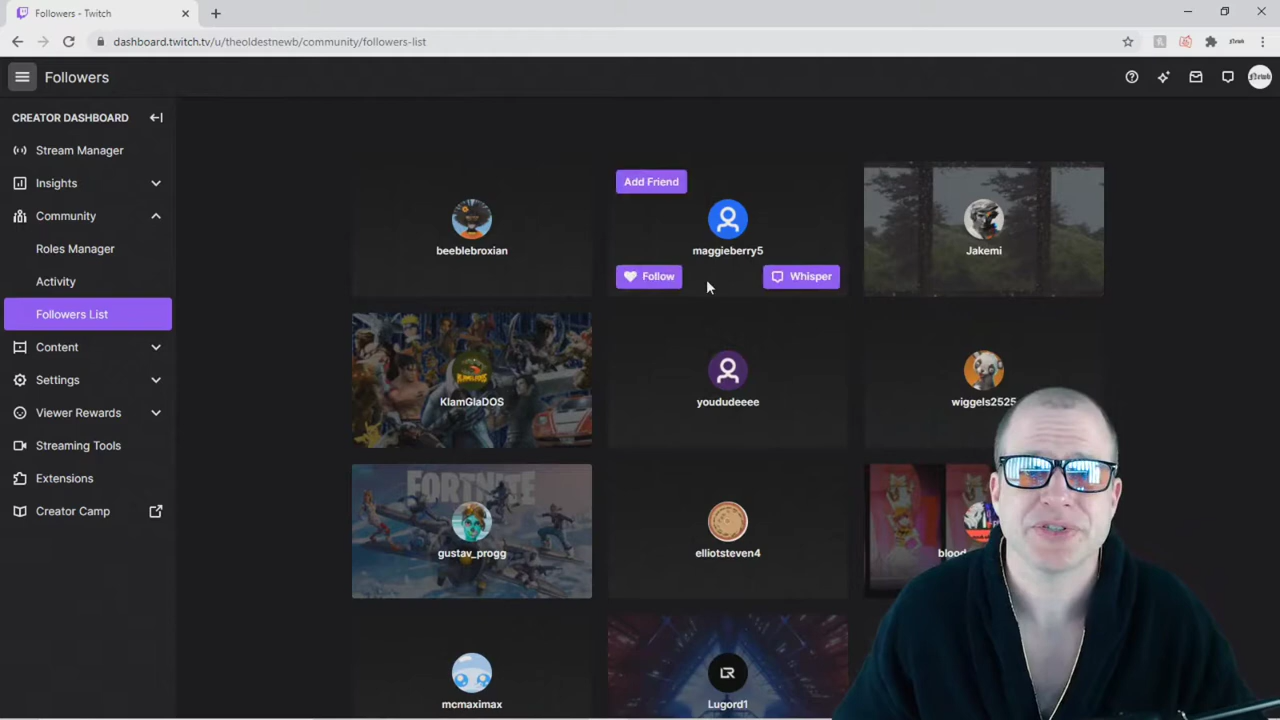 Followers - Twitch
dashboard.twitch.tv/u/theoldestnewb/community/followers-list
Followers
CREATOR DASHBOARD
Stream Manager
Insights
Community
Roles Manager
Activity
Followers List
Content
Settings
Viewer Rewards
Streaming Tools
Extensions
Creator Camp
Add Friend
beeblebroxian
maggieberry5
Jakemi
Follow
Whisper
KlamGlaDOS
yoududeeee
wiggels2525
FORTNITE
gustav_progg
elliotsteven4
blood
mcmaximax
LR
Lugord1